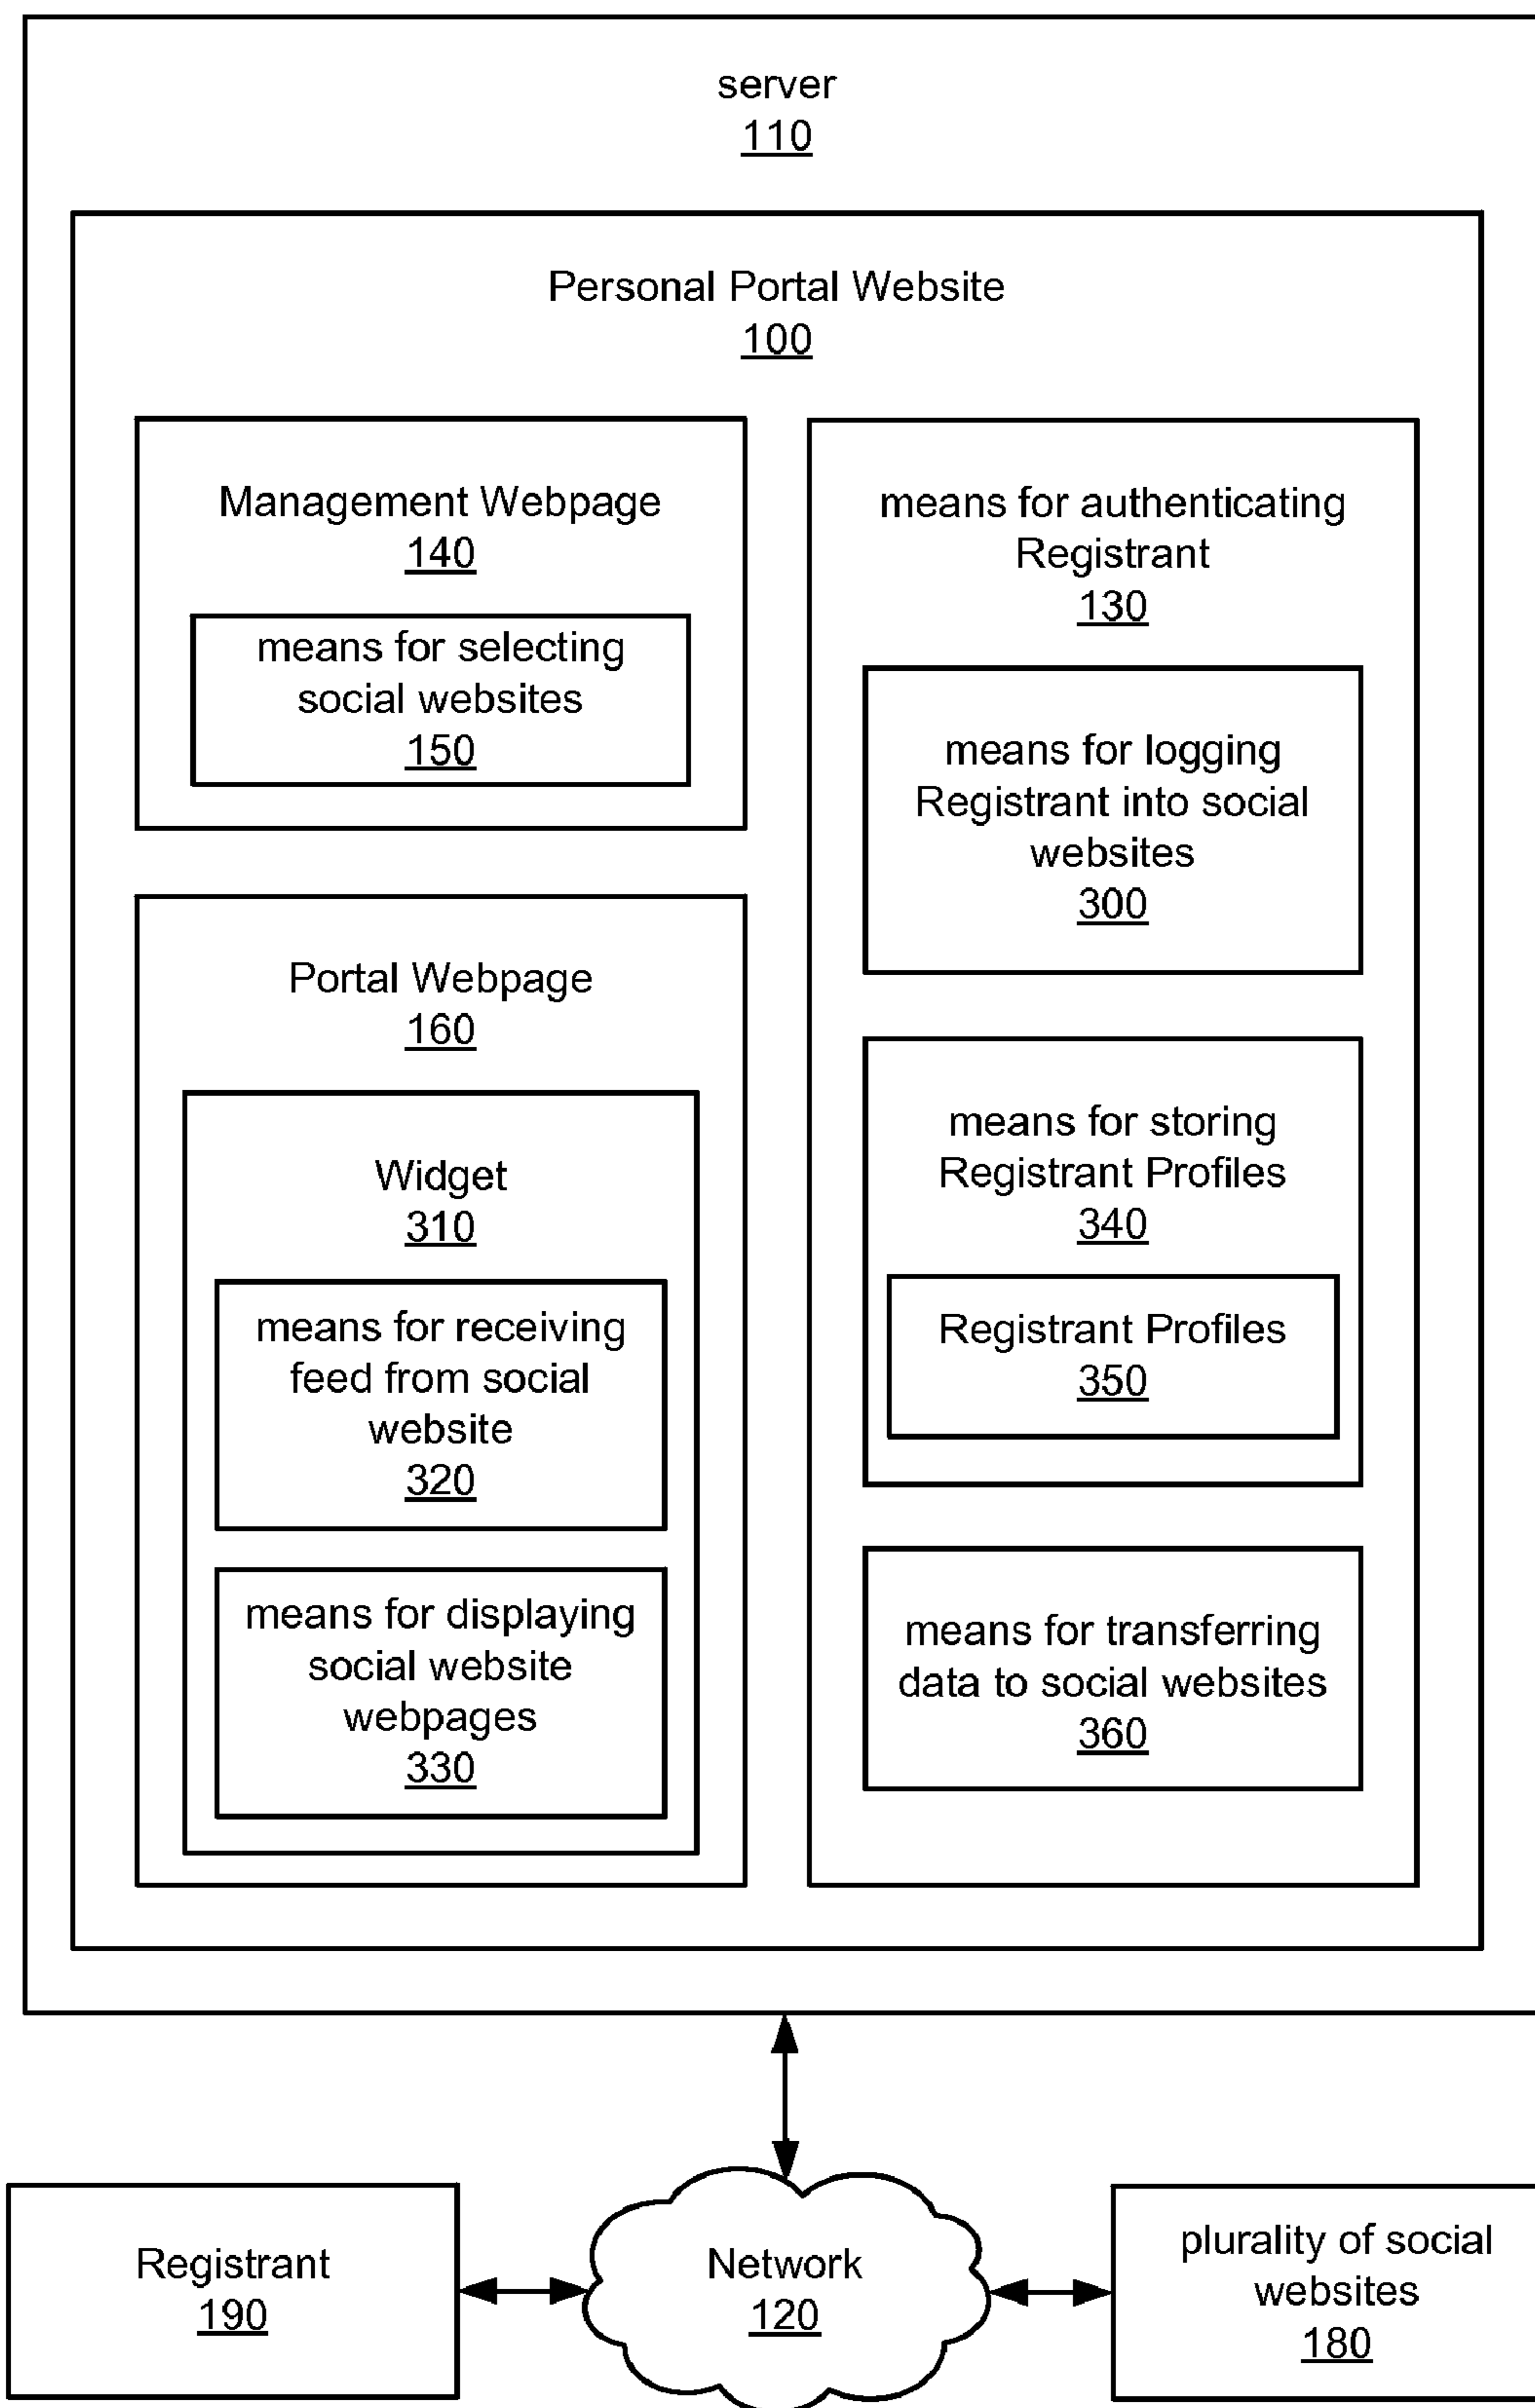 server
110
Personal Portal Website
100
Management Webpage
140
means for selecting
social websites
150
Portal Webpage
160
Widget
310
means for receiving
feed from social
website
320
means for displaying
social website
webpages
330
means for authenticating
Registrant
130
means for logging
Registrant into social
websites
300
means for storing
Registrant Profiles
340
Registrant Profiles
350
means for transferring
data to social websites
360
Registrant
190
Network
120
plurality of social
websites
180